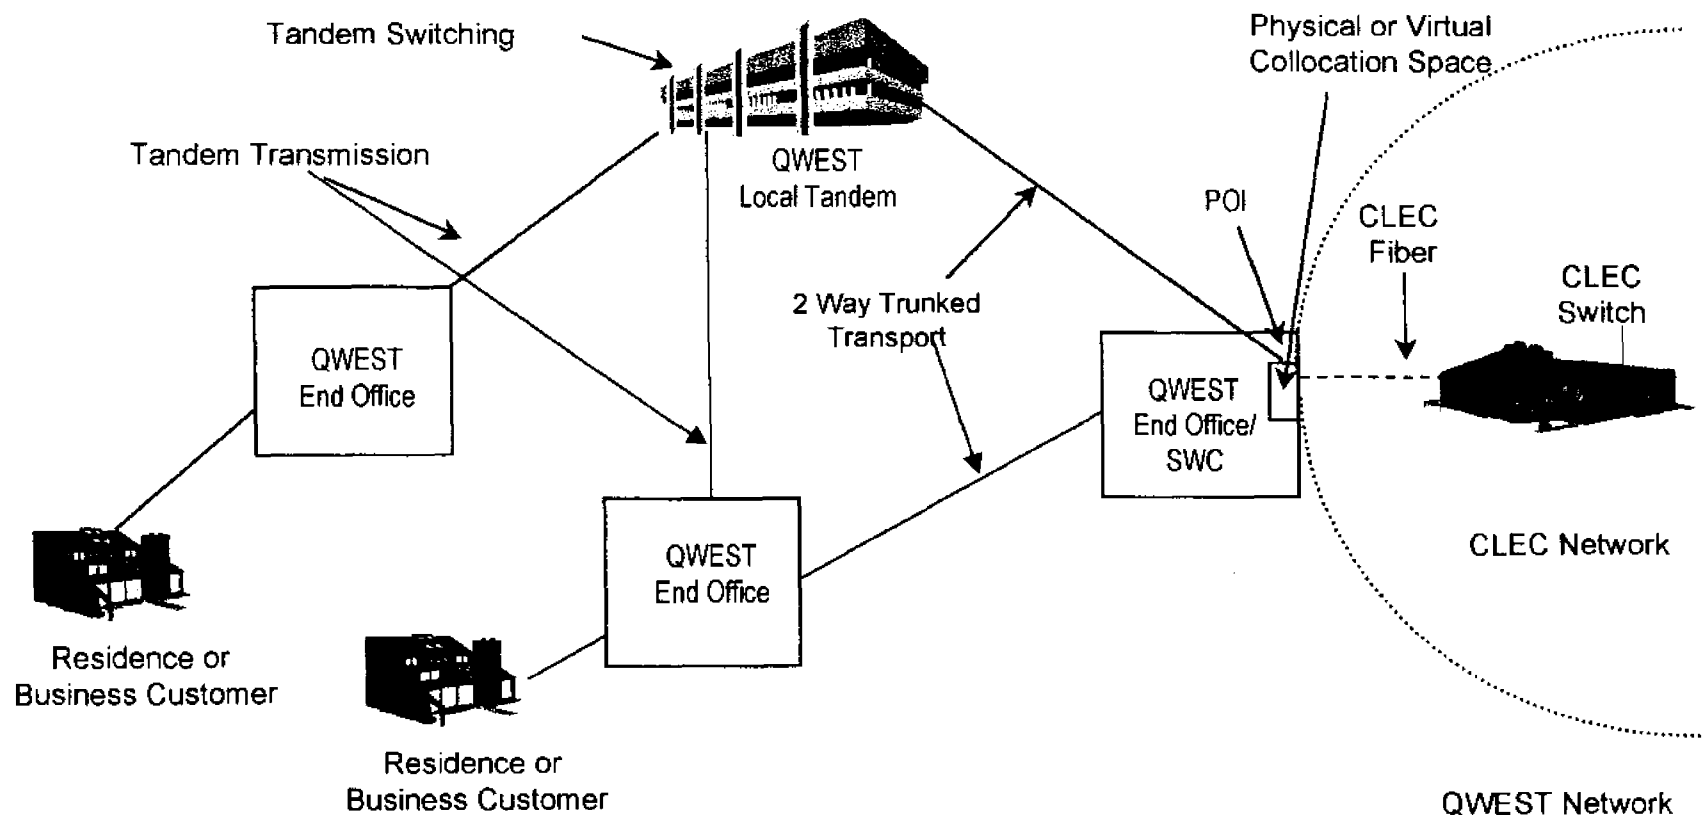 Tandem Switching
Physical or Virtual
Collocation Space
Tandem Transmission
QWEST
Local Tandem
POI
CLEC
Fiber
CLEC
Switch
2 Way Trunked
Transport
QWEST
End Office
QWEST
End Office/
SWC
QWEST
End Office
CLEC Network
Residence or
Business Customer
Residence or
Business Customer
QWEST Network